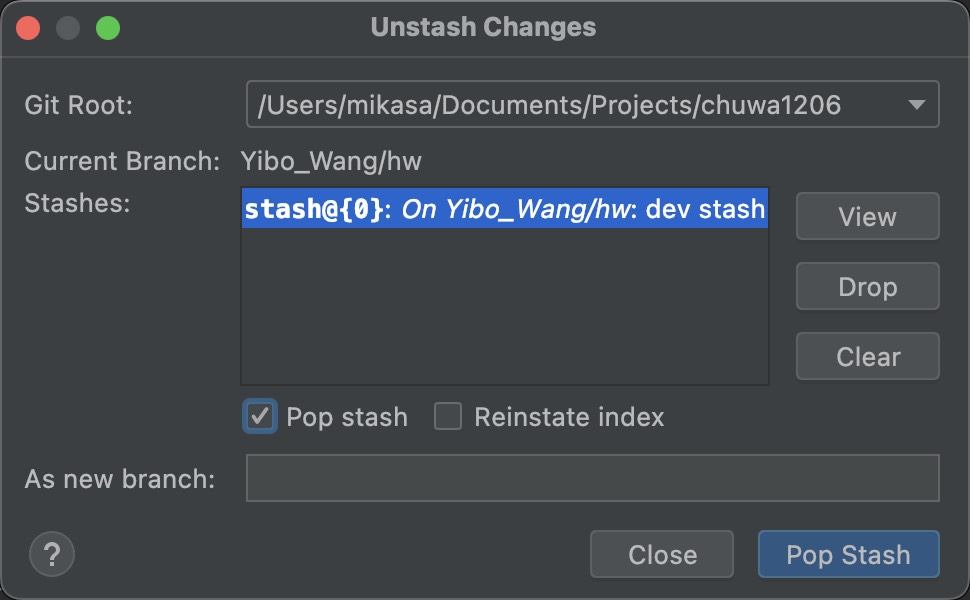 Unstash Changes
Git Root: /Users/mikasa/Documents/Projects/chuwa1206
Current Branch: Yibo_Wang/hw
Stashes: stash@{0}: On Yibo_Wang/hw: dev stash
View
Drop
Clear
Pop stash Reinstate index
As new branch:
? Close Pop Stash